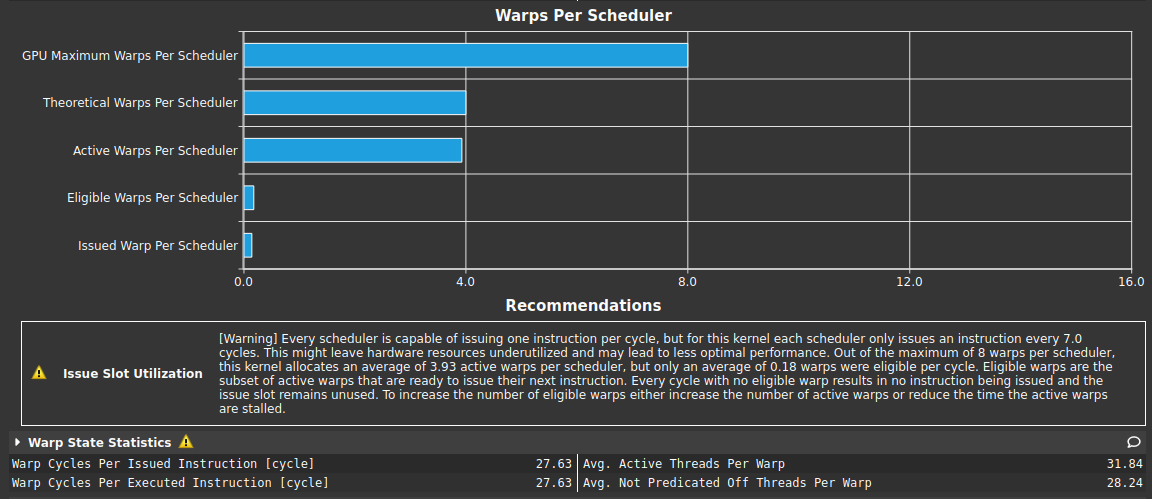 Warps Per Scheduler
GPU Maximum Warps Per Scheduler
Theoretical Warps Per Scheduler
Active Warps Per Scheduler
Eligible Warps Per Scheduler
Issued Warp Per Scheduler
0.0 4.0 8.0 12.0 16.0
Recommendations
Issue Slot Utilization
[Warning] Every scheduler is capable of issuing one instruction per cycle, but for this kernel each scheduler only issues an instruction every 7.0
cycles. This might leave hardware resources underutilized and may lead to less optimal performance. Out of the maximum of 8 warps per scheduler,
this kernel allocates an average of 3.93 active warps per scheduler, but only an average of 0.18 warps were eligible per cycle. Eligible warps are the
subset of active warps that are ready to issue their next instruction. Every cycle with no eligible warp results in no instruction being issued and the
issue slot remains unused. To increase the number of eligible warps either increase the number of active warps or reduce the time the active warps
are stalled.
Warp State Statistics
Warp Cycles Per Issued Instruction [cycle] 27.63 Avg. Active Threads Per Warp 31.84
Warp Cycles Per Executed Instruction [cycle] 27.63 Avg. Not Predicated Off Threads Per Warp 28.24